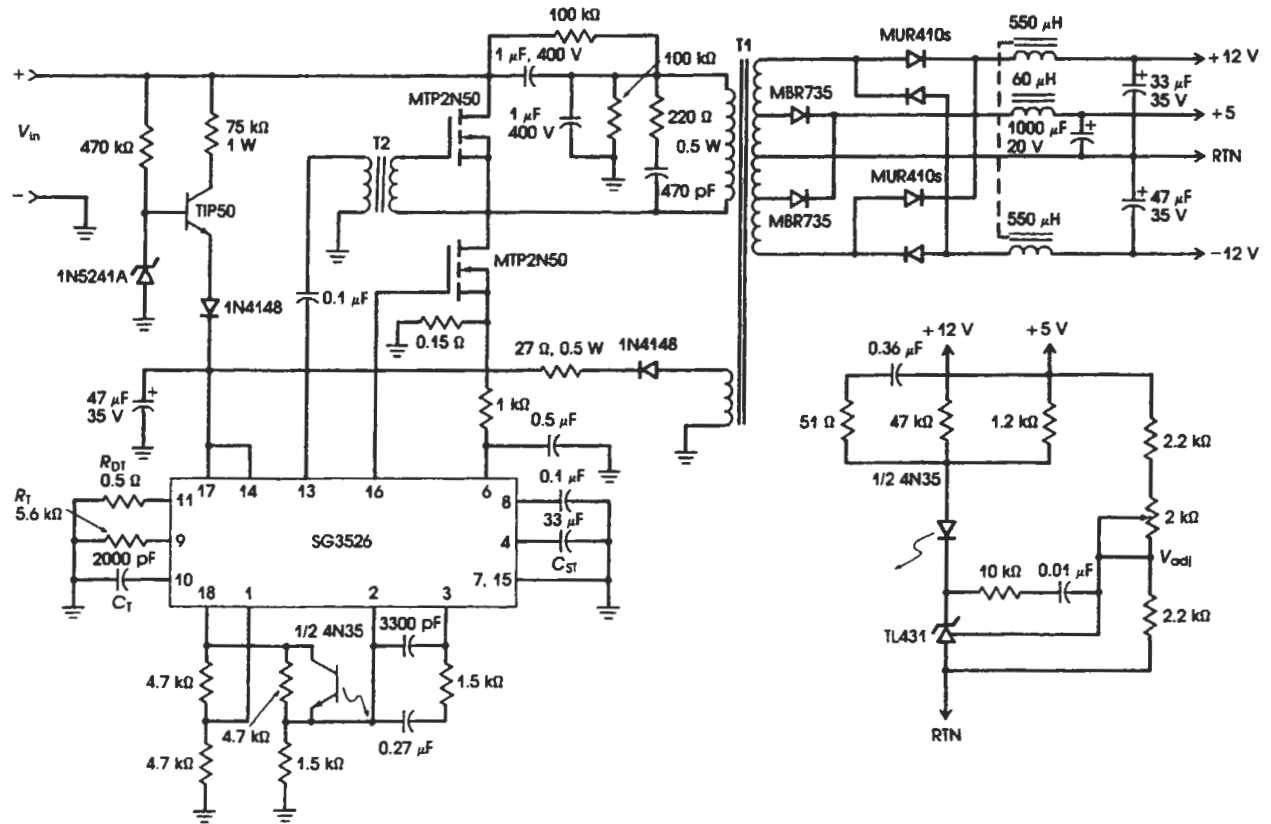 100 kΩ
1 μF, 400 V
100 kΩ
T1
MUR410s
550 μH
+12 V
+
MTP2N50
60 μH
33 μF
35 V
+
V_in
470 kΩ
75 kΩ
1 W
1 μF
400 V
220 Ω
0.5 W
MBR735
1000 μF
20 V
+
+5
T2
RTN
−
TIP50
470 pF
MUR410s
MBR735
47 μF
35 V
+
1N5241A
MTP2N50
550 μH
−12 V
1N4148
0.1 μF
0.15 Ω
27 Ω, 0.5 W
1N4148
+12 V
+5 V
0.36 μF
47 μF
35 V
+
1 kΩ
0.5 μF
51 Ω
47 kΩ
1.2 kΩ
2.2 kΩ
R_DT
0.5 Ω
R_T
5.6 kΩ
2000 pF
C_T
17
14
13
16
6
11
9
10
8
4
7, 15
SG3526
18
1
2
3
0.1 μF
33 μF
C_ST
1/2 4N35
2 kΩ
V_adj
10 kΩ
0.01 μF
TL431
2.2 kΩ
RTN
1/2 4N35
3300 pF
4.7 kΩ
1.5 kΩ
4.7 kΩ
0.27 μF
4.7 kΩ
1.5 kΩ